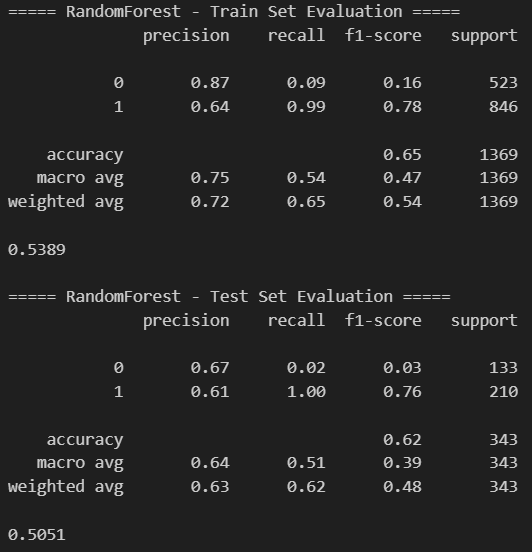 ===== RandomForest - Train Set Evaluation =====
precision recall f1-score support
0 0.87 0.09 0.16 523
1 0.64 0.99 0.78 846
accuracy 0.65 1369
macro avg 0.75 0.54 0.47 1369
weighted avg 0.72 0.65 0.54 1369
0.5389
===== RandomForest - Test Set Evaluation =====
precision recall f1-score support
0 0.67 0.02 0.03 133
1 0.61 1.00 0.76 210
accuracy 0.62 343
macro avg 0.64 0.51 0.39 343
weighted avg 0.63 0.62 0.48 343
0.5051